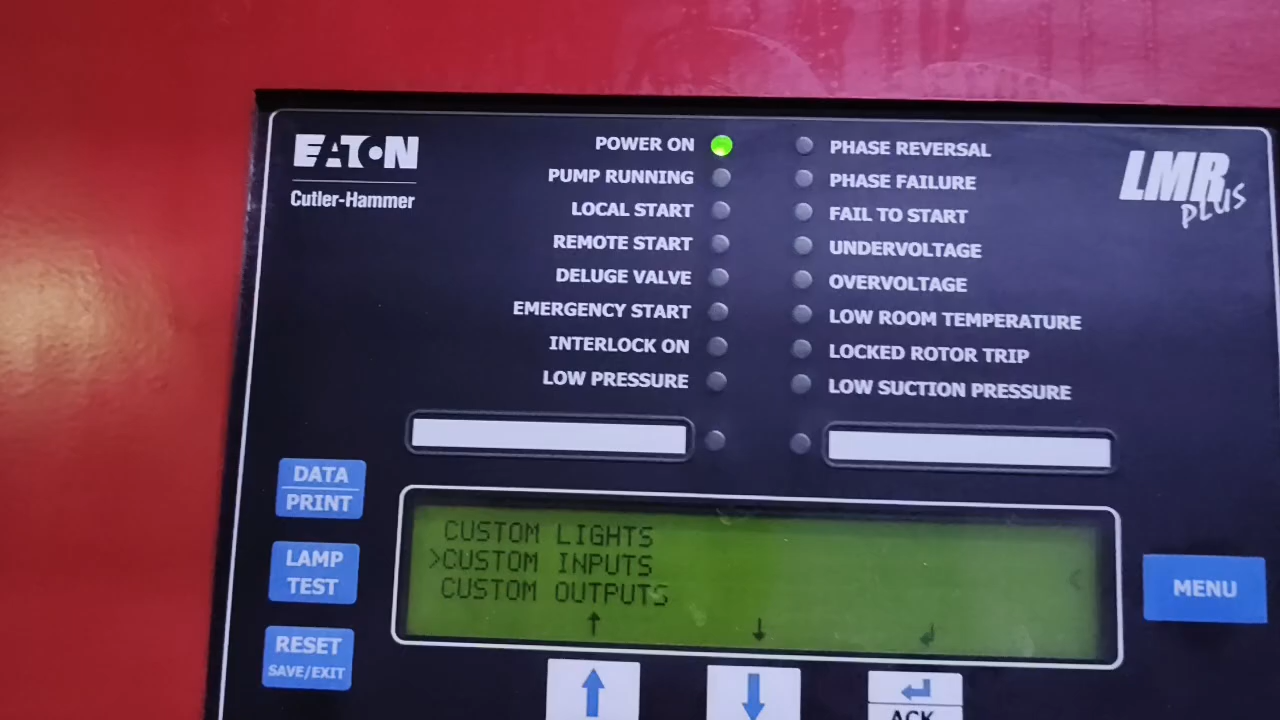 EATON
Cutler-Hammer
POWER ON
PUMP RUNNING
LOCAL START
REMOTE START
DELUGE VALVE
EMERGENCY START
INTERLOCK ON
LOW PRESSURE
PHASE REVERSAL
PHASE FAILURE
FAIL TO START
UNDERVOLTAGE
OVERVOLTAGE
LOW ROOM TEMPERATURE
LOCKED ROTOR TRIP
LOW SUCTION PRESSURE
LMR
PLUS
DATA
PRINT
LAMP
TEST
RESET
SAVE/EXIT
CUSTOM LIGHTS
>CUSTOM INPUTS <
CUSTOM OUTPUTS
↑ ↓ ↲
MENU
ACK